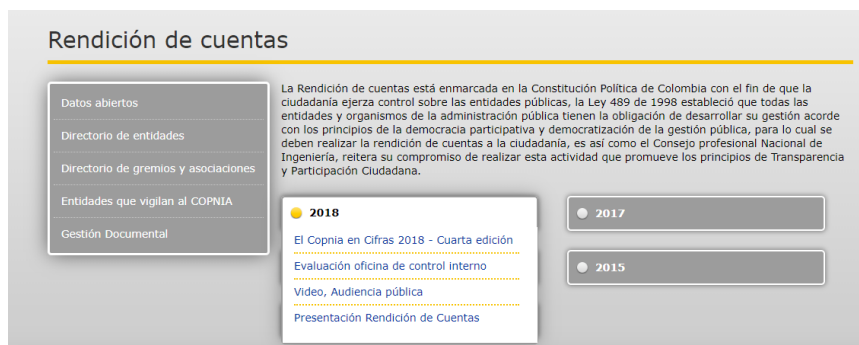 Rendición de cuentas
Datos abiertos
Directorio de entidades
Directorio de gremios y asociaciones
Entidades que vigilan al COPNIA
Gestión Documental
La Rendición de cuentas está enmarcada en la Constitución Política de Colombia con el fin de que la
ciudadanía ejerza control sobre las entidades públicas, la Ley 489 de 1998 estableció que todas las
entidades y organismos de la administración pública tienen la obligación de desarrollar su gestión acorde
con los principios de la democracia participativa y democratización de la gestión pública, para lo cual se
deben realizar la rendición de cuentas a la ciudadanía, es así como el Consejo profesional Nacional de
Ingeniería, reitera su compromiso de realizar esta actividad que promueve los principios de Transparencia
y Participación Ciudadana.
2018
El Copnia en Cifras 2018 - Cuarta edición
Evaluación oficina de control interno
Video, Audiencia pública
Presentación Rendición de Cuentas
2017
2015